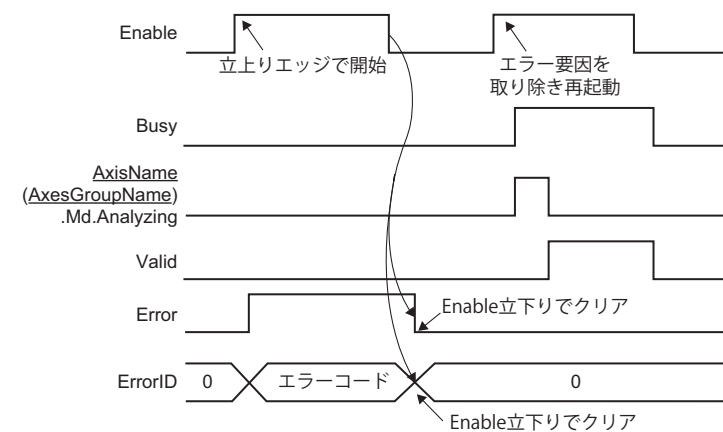 Enable
立上りエッジで開始
エラー要因を
取り除き再起動
Busy
AxisName
(AxesGroupName)
.Md.Analyzing
Valid
Error
Enable立下りでクリア
ErrorID
0
エラーコード
0
Enable立下りでクリア